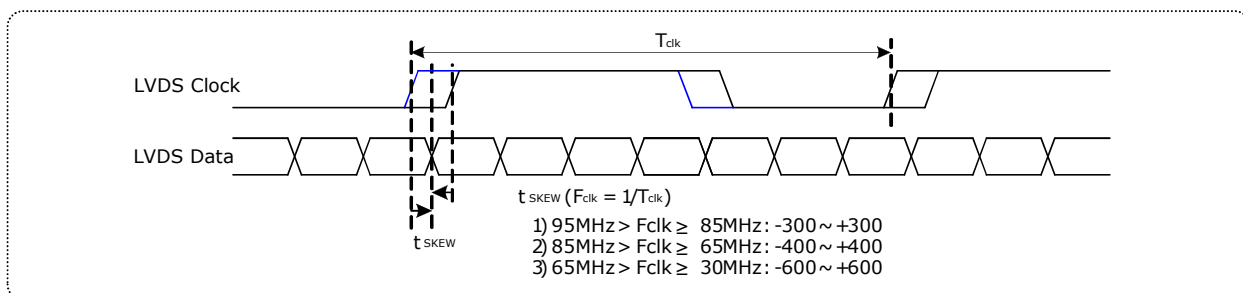 Tclk
LVDS Clock
LVDS Data
t SKEW (Fclk = 1/Tclk)
1) 95MHz > Fclk ≥ 85MHz : -300 ~ +300
2) 85MHz > Fclk ≥ 65MHz : -400 ~ +400
3) 65MHz > Fclk ≥ 30MHz : -600 ~ +600
t SKEW